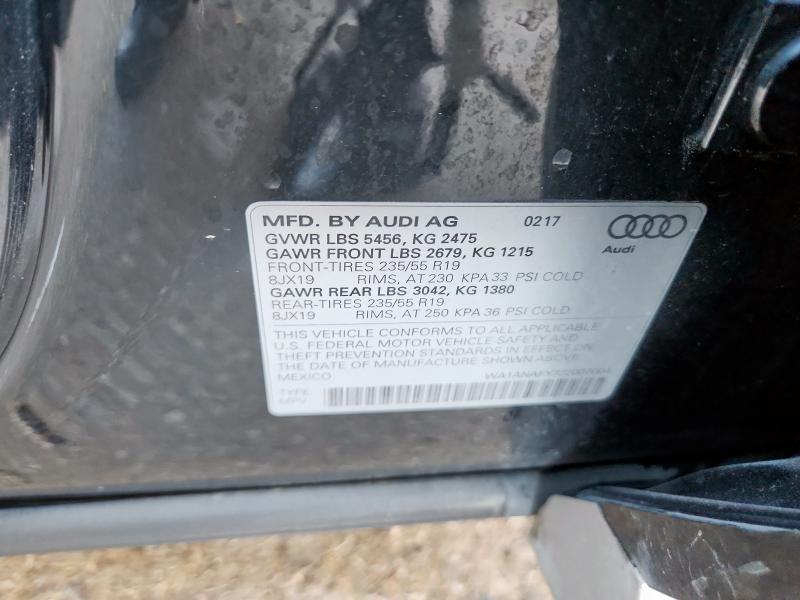 MFD. BY AUDI AG 0217
GVWR LBS 5456, KG 2475
Audi
GAWR FRONT LBS 2679, KG 1215
FRONT-TIRES 235/55 R19
8JX19 RIMS, AT 230 KPA 33 PSI COLD
GAWR REAR LBS 3042, KG 1380
REAR-TIRES 235/55 R19
8JX19 RIMS, AT 250 KPA 36 PSI COLD
THIS VEHICLE CONFORMS TO ALL APPLICABLE
U.S. FEDERAL MOTOR VEHICLE SAFETY AND
THEFT PREVENTION STANDARDS IN EFFECT ON
THE DATE OF MANUFACTURE SHOWN ABOVE.
MEXICO
TYPE
MPV